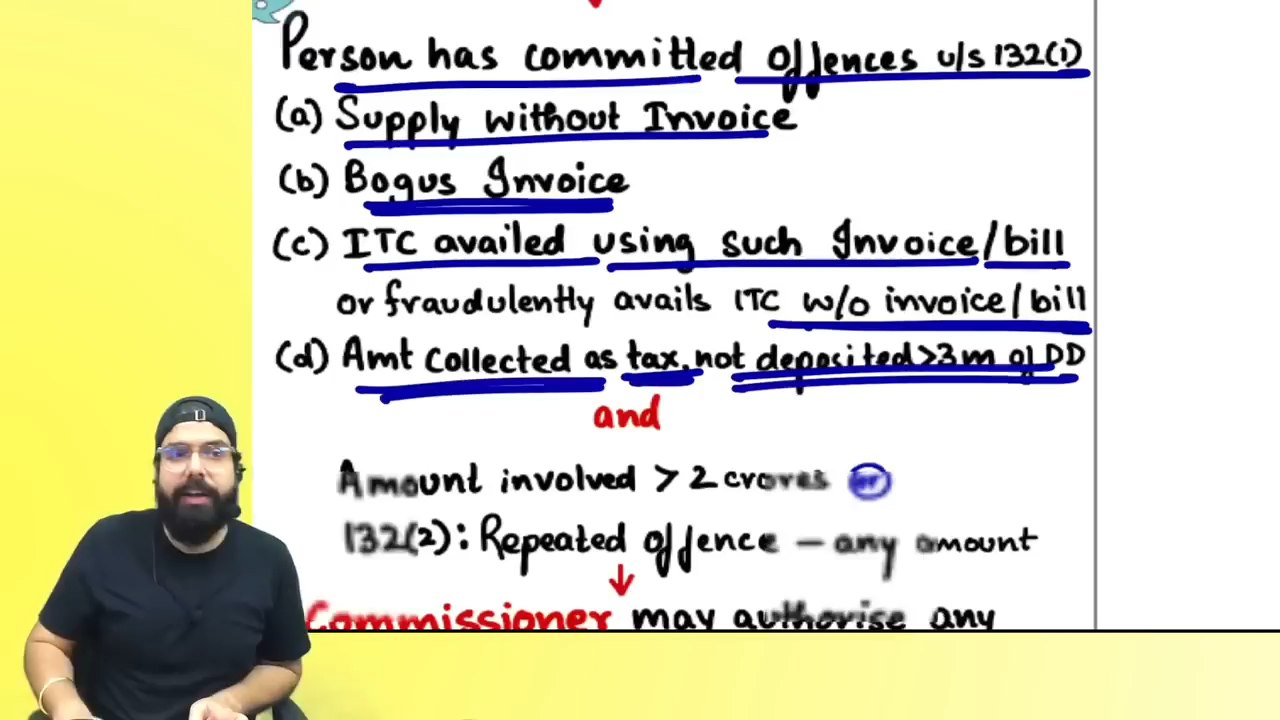 Person has committed offences u/s 132(1)
(a) Supply without Invoice
(b) Bogus Invoice
(c) ITC availed using such Invoice/bill
or fraudulently avails ITC w/o invoice/bill
(d) Amt collected as tax, not deposited >3m of DD
and
Amount involved > 2 crores or
132(2): Repeated offence - any amount
Commissioner may authorise any
D